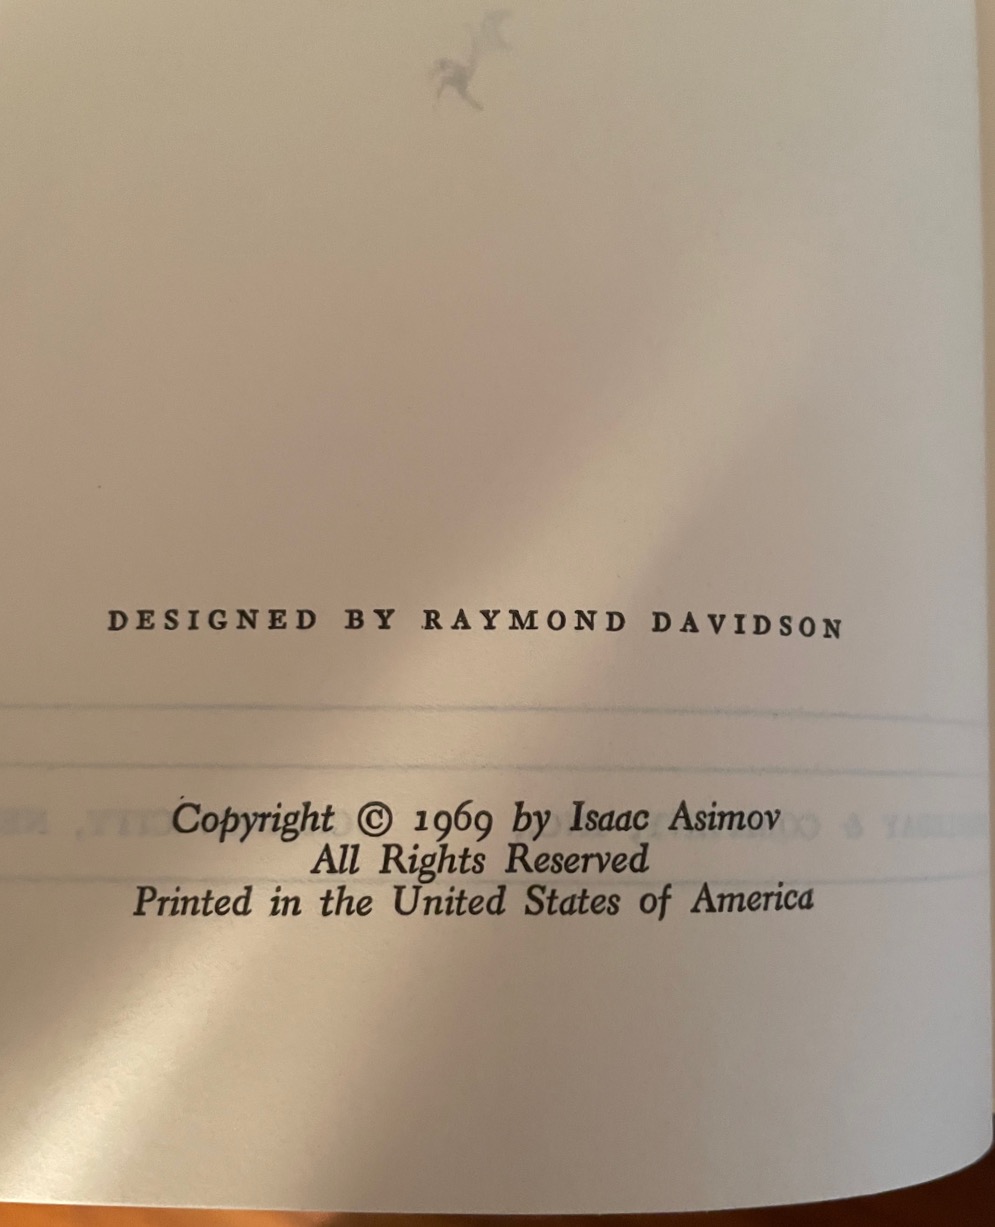 DESIGNED BY RAYMOND DAVIDSON
Copyright © 1969 by Isaac Asimov
All Rights Reserved
Printed in the United States of America